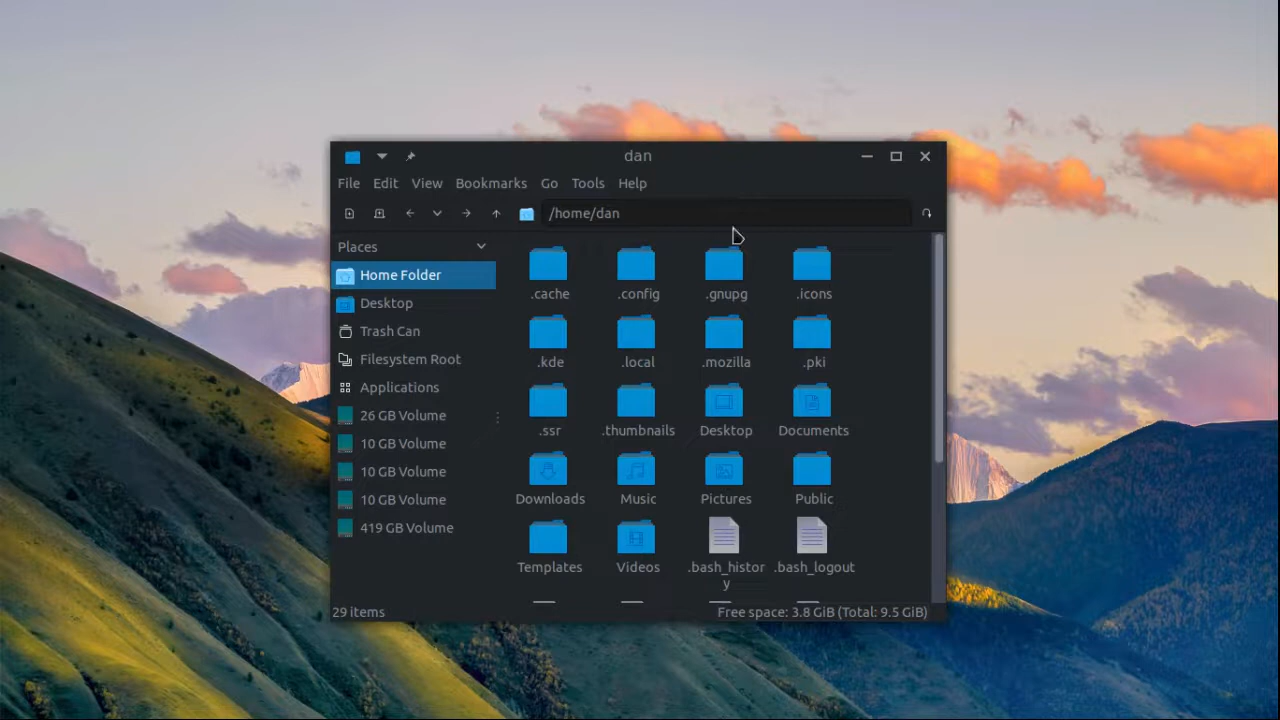 dan
File Edit View Bookmarks Go Tools Help
/home/dan
Places
Home Folder
Desktop
Trash Can
Filesystem Root
Applications
26 GB Volume
10 GB Volume
10 GB Volume
10 GB Volume
419 GB Volume
.cache .config .gnupg .icons
.kde .local .mozilla .pki
.ssr .thumbnails Desktop Documents
Downloads Music Pictures Public
Templates Videos .bash_histor .bash_logout
y
29 items Free space: 3.8 GiB (Total: 9.5 GiB)